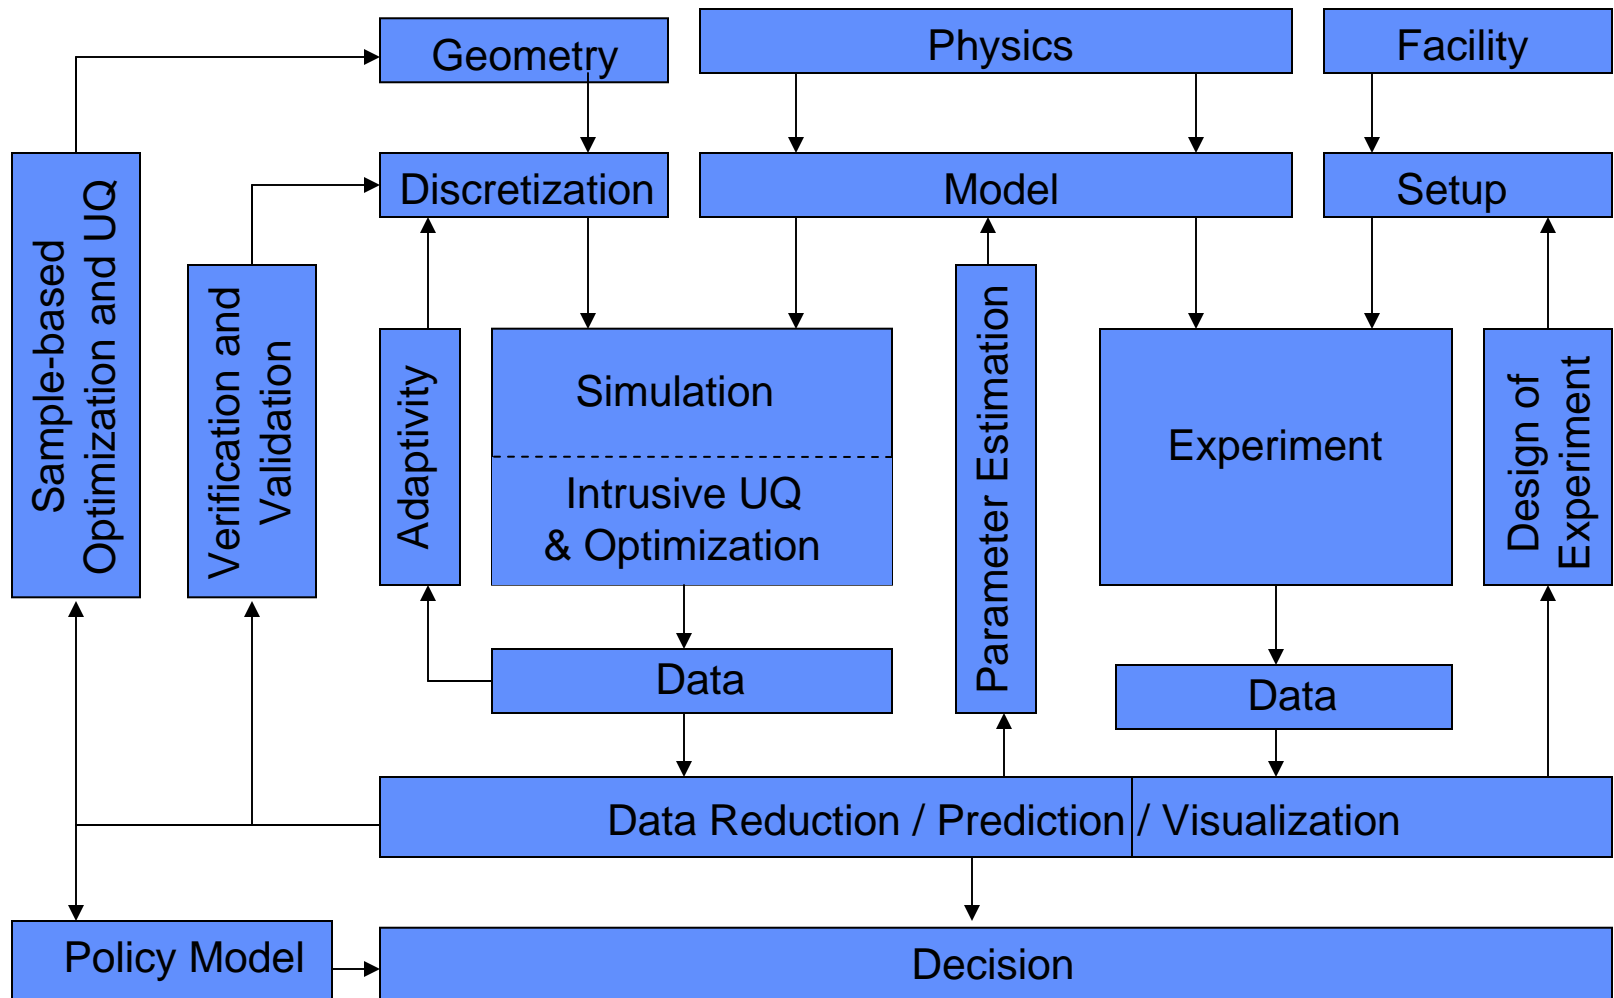 Geometry
Physics
Facility
Discretization
Model
Setup
Sample-based
Optimization and UQ
Verification and
Validation
Adaptivity
Simulation
Intrusive UQ
& Optimization
Parameter Estimation
Experiment
Design of
Experiment
Data
Data
Data Reduction / Prediction / Visualization
Policy Model
Decision